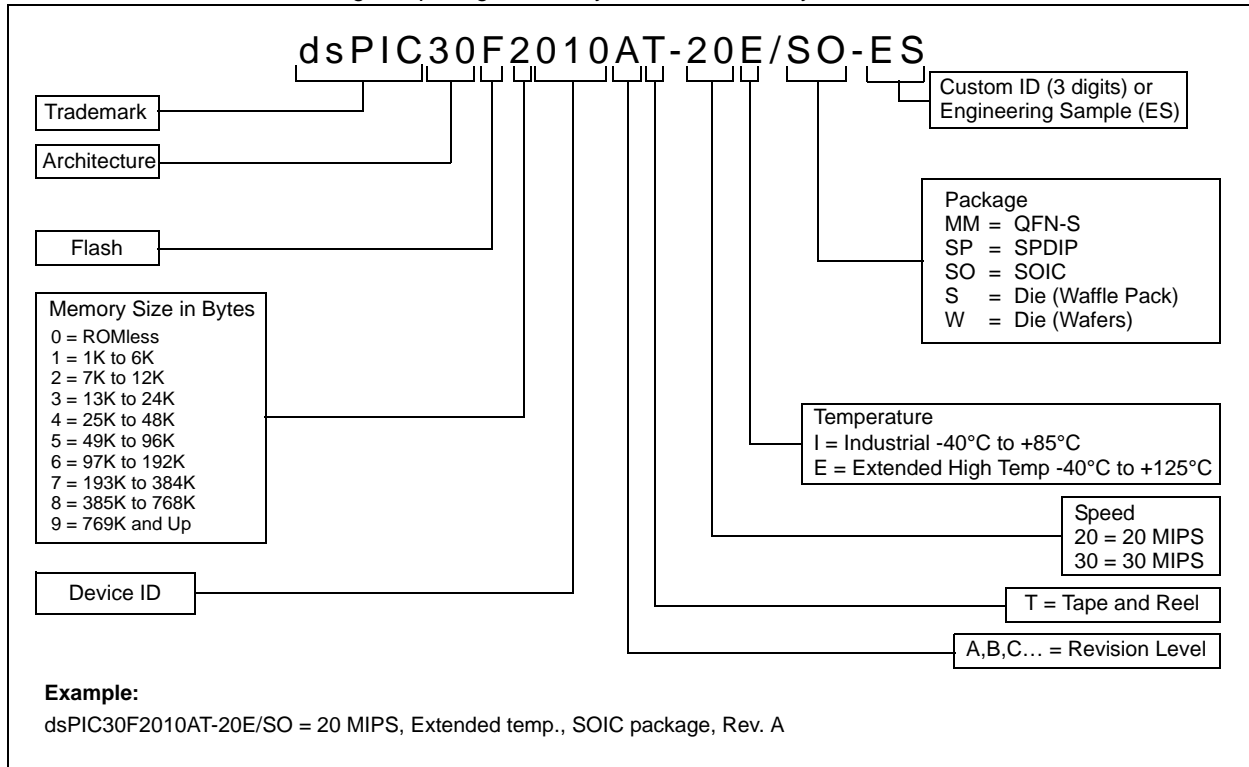 dsPIC30F2010AT-20E/SO-ES
Custom ID (3 digits) or
Engineering Sample (ES)
Trademark
Architecture
Package
MM = QFN-S
SP = SPDIP
SO = SOIC
S = Die (Waffle Pack)
W = Die (Wafers)
Flash
Memory Size in Bytes
0 = ROMless
1 = 1K to 6K
2 = 7K to 12K
3 = 13K to 24K
4 = 25K to 48K
5 = 49K to 96K
6 = 97K to 192K
7 = 193K to 384K
8 = 385K to 768K
9 = 769K and Up
Temperature
I = Industrial -40°C to +85°C
E = Extended High Temp -40°C to +125°C
Speed
20 = 20 MIPS
30 = 30 MIPS
Device ID
T = Tape and Reel
A,B,C… = Revision Level
Example:
dsPIC30F2010AT-20E/SO = 20 MIPS, Extended temp., SOIC package, Rev. A